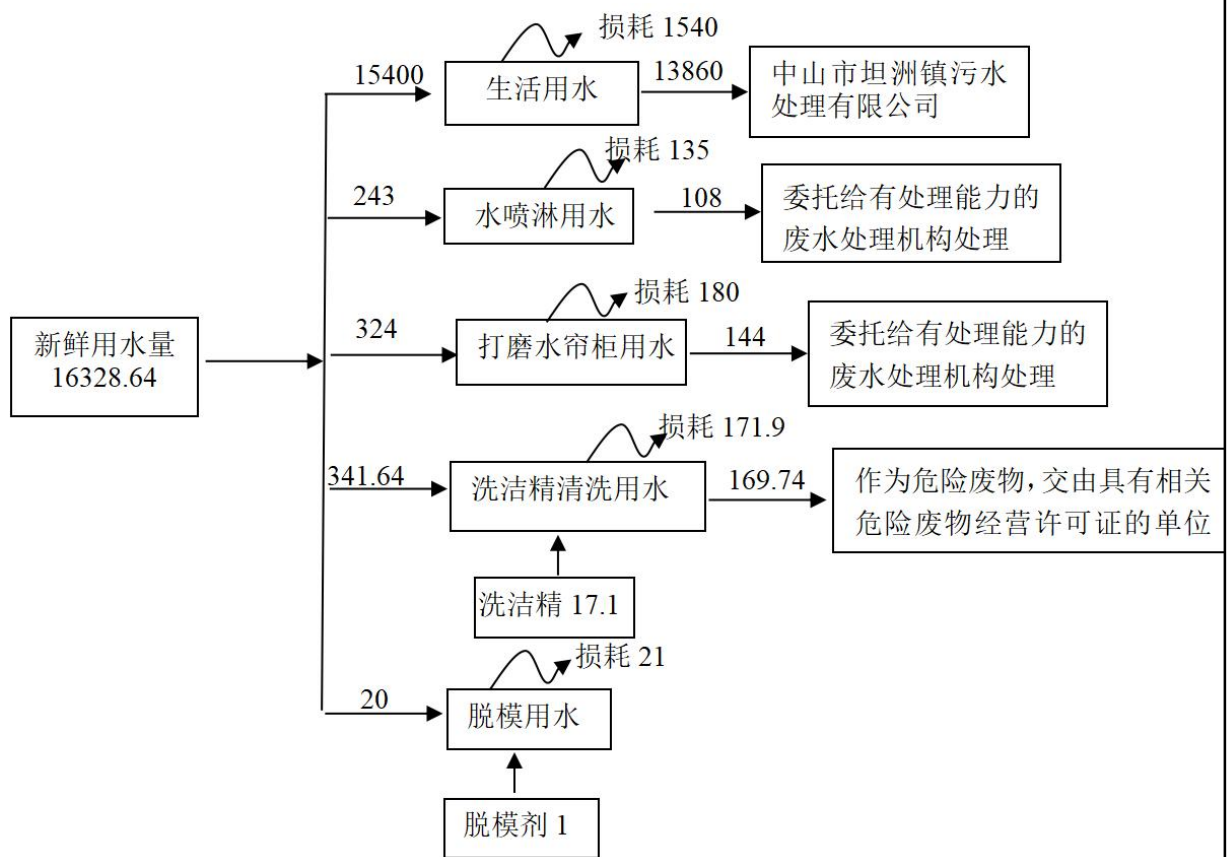 损耗 1540
15400
生活用水
13860
中山市坦洲镇污水
处理有限公司
损耗 135
243
水喷淋用水
108
委托给有处理能力的
废水处理机构处理
损耗 180
新鲜用水量
16328.64
324
打磨水帘柜用水
144
委托给有处理能力的
废水处理机构处理
损耗 171.9
341.64
洗洁精清洗用水
169.74
作为危险废物，交由具有相关
危险废物经营许可证的单位
洗洁精 17.1
损耗 21
20
脱模用水
脱模剂 1